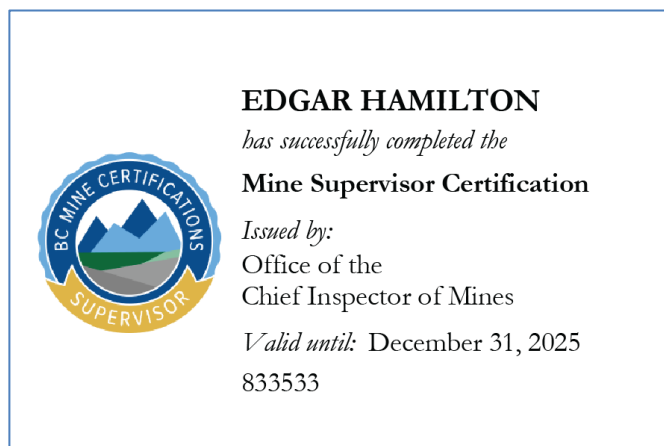 BC MINE CERTIFICATIONS
SUPERVISOR
EDGAR HAMILTON
has successfully completed the
Mine Supervisor Certification
Issued by:
Office of the
Chief Inspector of Mines
Valid until: December 31, 2025
833533